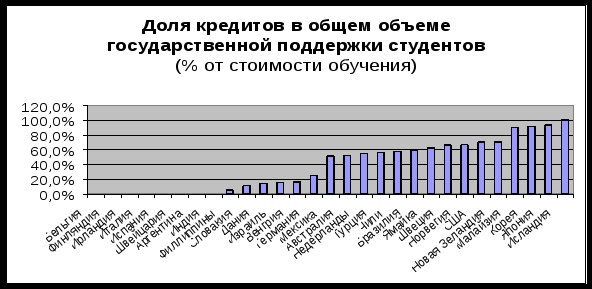 Доля кредитов в общем объеме
государственной поддержки студентов
(% от стоимости обучения)
120,0%
100,0%
80,0%
60,0%
40,0%
20,0%
0,0%
Бельгия
Финляндия
Ирландия
Италия
Испания
Швейцария
Аргентина
Индия
Филлиппины
Словакия
Дания
Израиль
Венгрия
Германия
Мексика
Австралия
Недерланды
Турция
Чили
Бразилия
Ямайка
Швеция
Норвегия
США
Новая Зеландия
Малайзия
Корея
Япония
Исландия